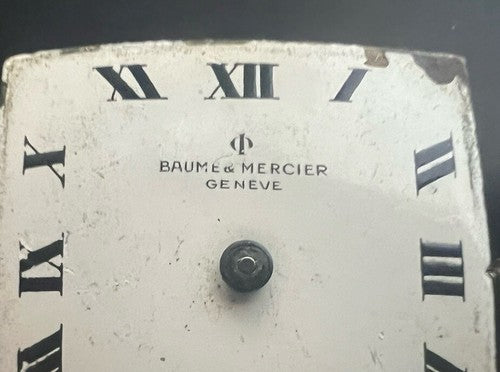 XI XII I
X II
BAUME & MERCIER
GENEVE
IX III